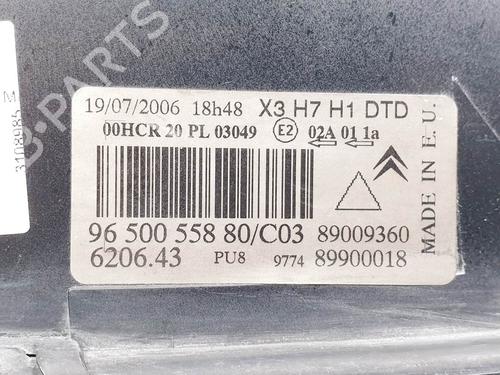 19/07/2006 18h48 X3 H7 H1 DTD
00HCR 20 PL 03049 E2 02A 01 1a
96 500 558 80/C03 89009360
6206.43 PU8 9774 89900018
MADE IN E.U.
3108985 M
B-PARTS